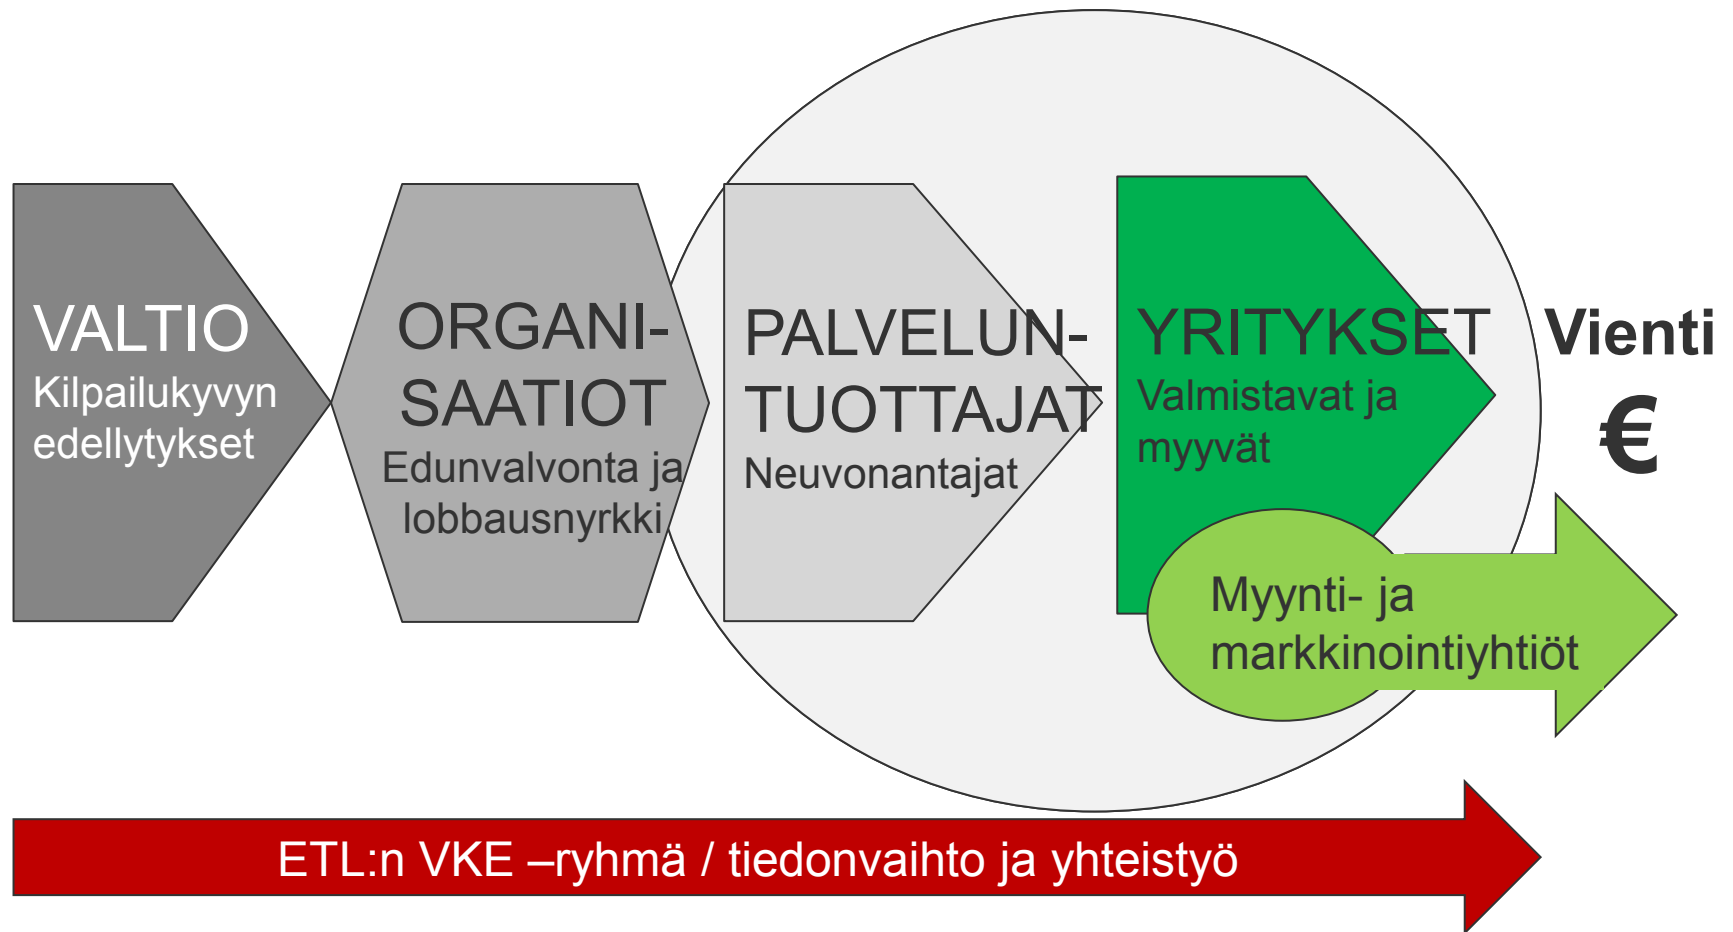 VALTIO
Kilpailukyvyn
edellytykset
ORGANI-
SAATIOT
Edunvalvonta ja
lobbausnyrkki
PALVELUN-
TUOTTAJAT
Neuvonantajat
YRITYKSET
Valmistavat ja
myyvät
Vienti
€
Myynti- ja
markkinointiyhtiöt
ETL:n VKE –ryhmä / tiedonvaihto ja yhteistyö